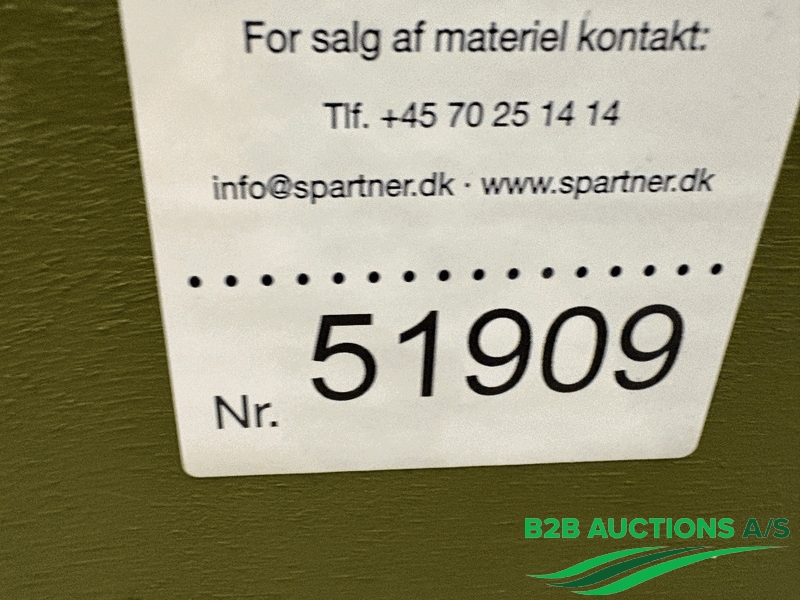 For salg af materiel kontakt:
Tlf. +45 70 25 14 14
info@spartner.dk · www.spartner.dk
Nr. 51909
B2B AUCTIONS A/S